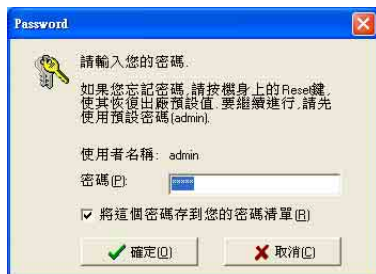 Password
請輸入您的密碼.
如果您忘記密碼,請按機身上的Reset鍵,
使其恢復出廠預設值.要繼續進行,請先
使用預設密碼(admin).
使用者名稱: admin
密碼(P): *****
將這個密碼存到您的密碼清單(R)
確定(O) 取消(C)